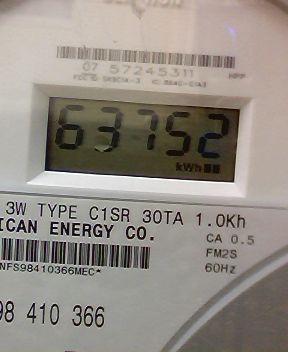 07 57245311 HPP
63752
kWh
3W TYPE C1SR 30TA 1.0Kh
ICAN ENERGY CO. CA 0.5
FM2S
NFS98410366MEC* 60Hz
98 410 366